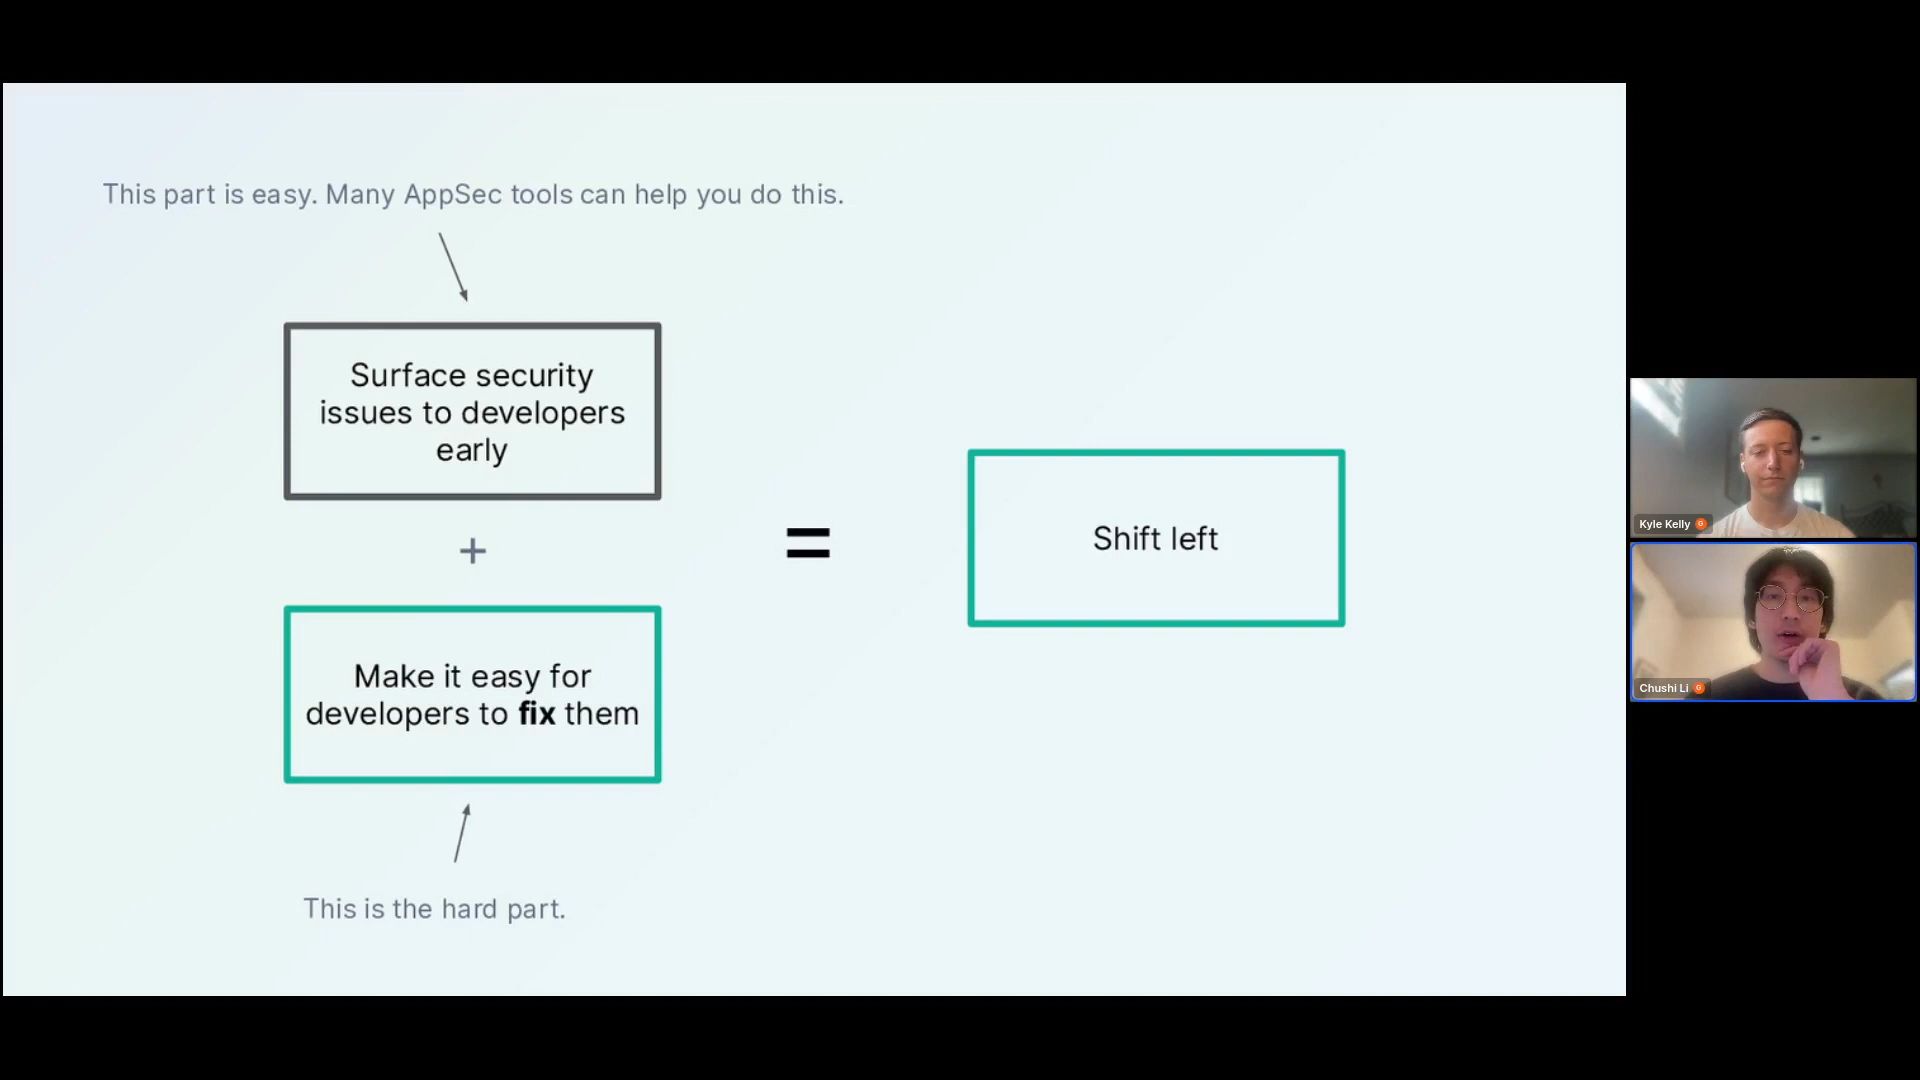 This part is easy. Many AppSec tools can help you do this.
Surface security
issues to developers
early
+
Make it easy for
developers to fix them
This is the hard part.
=
Shift left
Kyle Kelly
Chushi Li